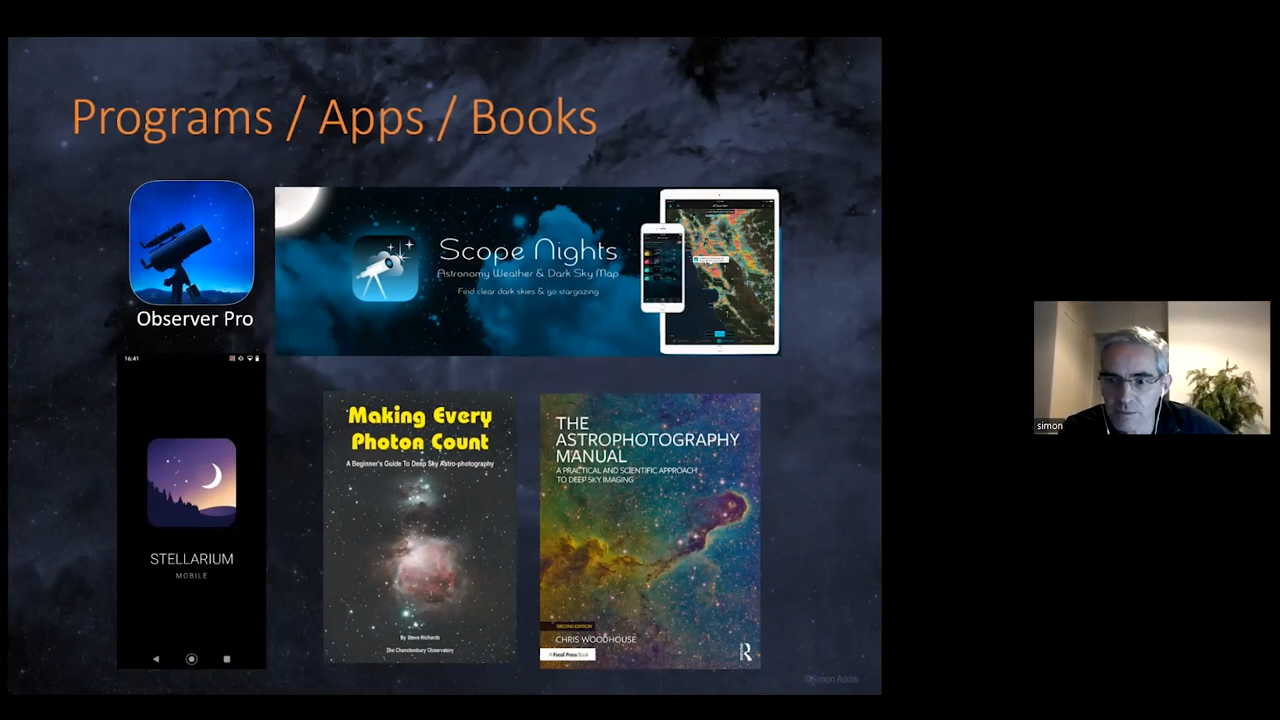 Programs / Apps / Books
Observer Pro
Scope Nights
Astronomy Weather & Dark Sky Map
Find clear dark skies & go stargazing
16:41
STELLARIUM
MOBILE
Making Every
Photon Count
A Beginner's Guide To Deep Sky Astro-photography
By Steve Richards
The Chanctonbury Observatory
THE
ASTROPHOTOGRAPHY
MANUAL
A PRACTICAL AND SCIENTIFIC APPROACH
TO DEEP SKY IMAGING
SECOND EDITION
CHRIS WOODHOUSE
A Focal Press Book
R
©Simon Addis
simon